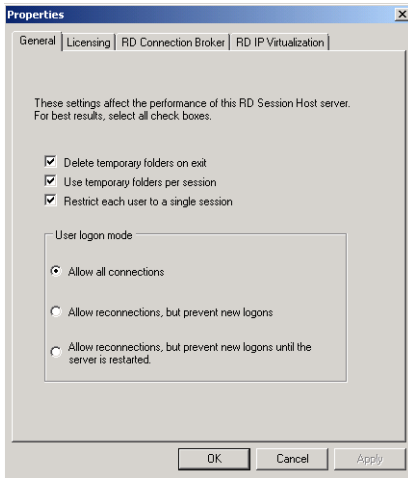 Properties
General
Licensing
RD Connection Broker
RD IP Virtualization
These settings affect the performance of this RD Session Host server.
For best results, select all check boxes.
Delete temporary folders on exit
Use temporary folders per session
Restrict each user to a single session
User logon mode
Allow all connections
Allow reconnections, but prevent new logons
Allow reconnections, but prevent new logons until the
server is restarted.
OK
Cancel
Apply